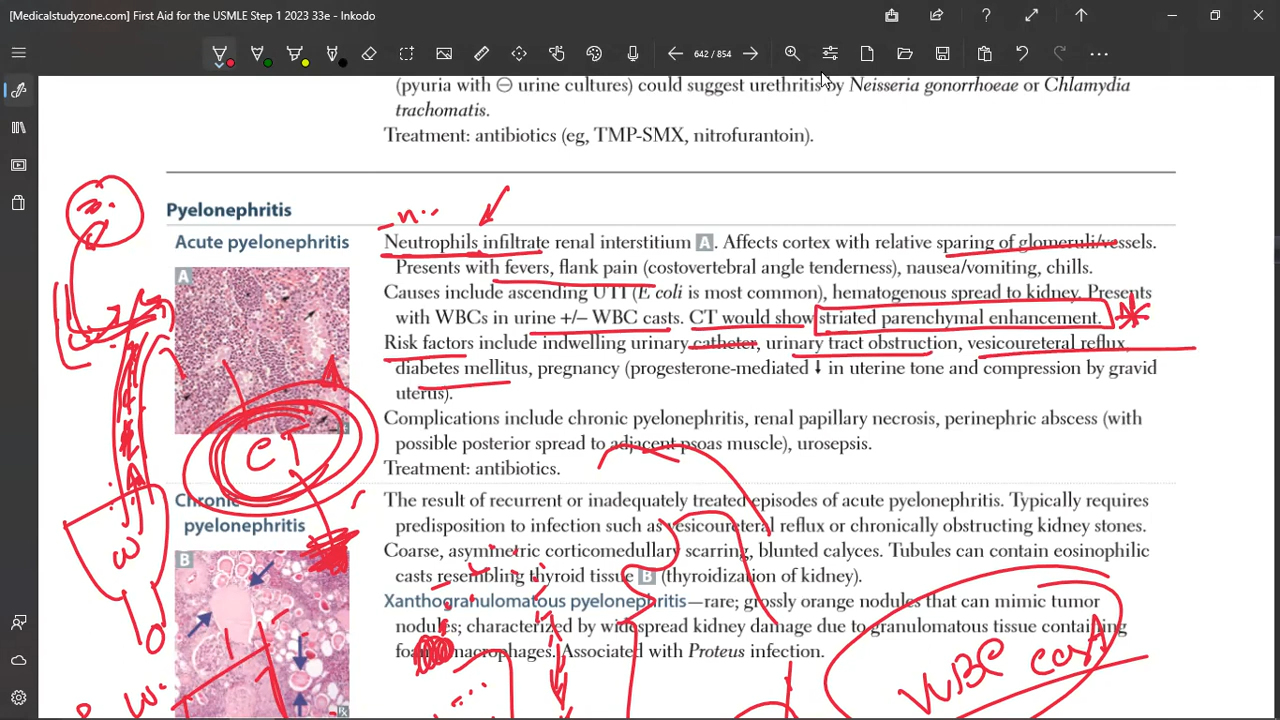 [Medicalstudyzone.com] First Aid for the USMLE Step 1 2023 33e - Inkodo
642 / 854
(pyuria with ⊖ urine cultures) could suggest urethritis by Neisseria gonorrhoeae or Chlamydia
trachomatis.
Treatment: antibiotics (eg, TMP-SMX, nitrofurantoin).
Pyelonephritis
Acute pyelonephritis
A
Neutrophils infiltrate renal interstitium A. Affects cortex with relative sparing of glomeruli/vessels.
Presents with fevers, flank pain (costovertebral angle tenderness), nausea/vomiting, chills.
Causes include ascending UTI (E coli is most common), hematogenous spread to kidney. Presents
with WBCs in urine +/− WBC casts. CT would show striated parenchymal enhancement.
Risk factors include indwelling urinary catheter, urinary tract obstruction, vesicoureteral reflux,
diabetes mellitus, pregnancy (progesterone-mediated ↓ in uterine tone and compression by gravid
uterus).
Complications include chronic pyelonephritis, renal papillary necrosis, perinephric abscess (with
possible posterior spread to adjacent psoas muscle), urosepsis.
Treatment: antibiotics.
CT
Chronic
pyelonephritis
B
The result of recurrent or inadequately treated episodes of acute pyelonephritis. Typically requires
predisposition to infection such as vesicoureteral reflux or chronically obstructing kidney stones.
Coarse, asymmetric corticomedullary scarring, blunted calyces. Tubules can contain eosinophilic
casts resembling thyroid tissue B (thyroidization of kidney).
Xanthogranulomatous pyelonephritis—rare; grossly orange nodules that can mimic tumor
nodules; characterized by widespread kidney damage due to granulomatous tissue containing
foamy macrophages. Associated with Proteus infection.
WBC cast